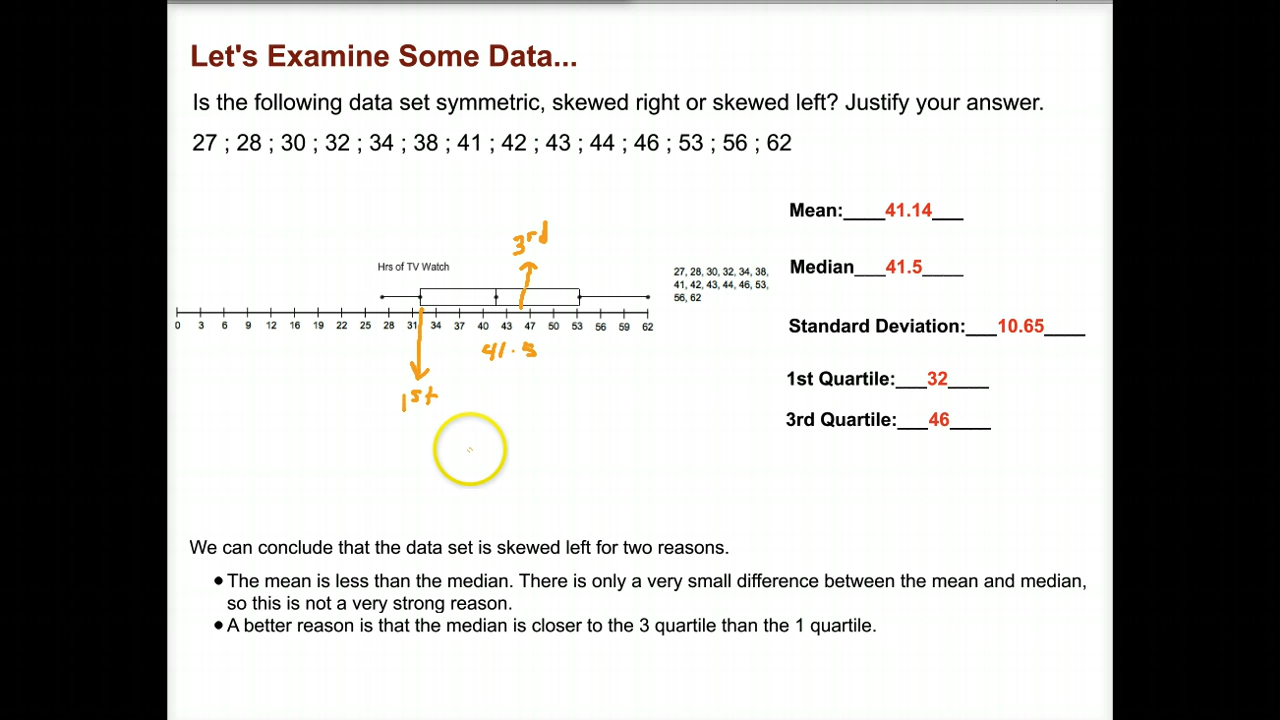 Let's Examine Some Data...
Is the following data set symmetric, skewed right or skewed left? Justify your answer.
27 ; 28 ; 30 ; 32 ; 34 ; 38 ; 41 ; 42 ; 43 ; 44 ; 46 ; 53 ; 56 ; 62
Mean:____41.14___
3rd
Hrs of TV Watch
Median___41.5____
27, 28, 30, 32, 34, 38,
41, 42, 43, 44, 46, 53,
56, 62
0 3 6 9 12 16 19 22 25 28 31 34 37 40 43 47 50 53 56 59 62
Standard Deviation:___10.65____
41.5
1st
1st Quartile:___32____
3rd Quartile:___46____
We can conclude that the data set is skewed left for two reasons.
• The mean is less than the median. There is only a very small difference between the mean and median,
so this is not a very strong reason.
• A better reason is that the median is closer to the 3 quartile than the 1 quartile.